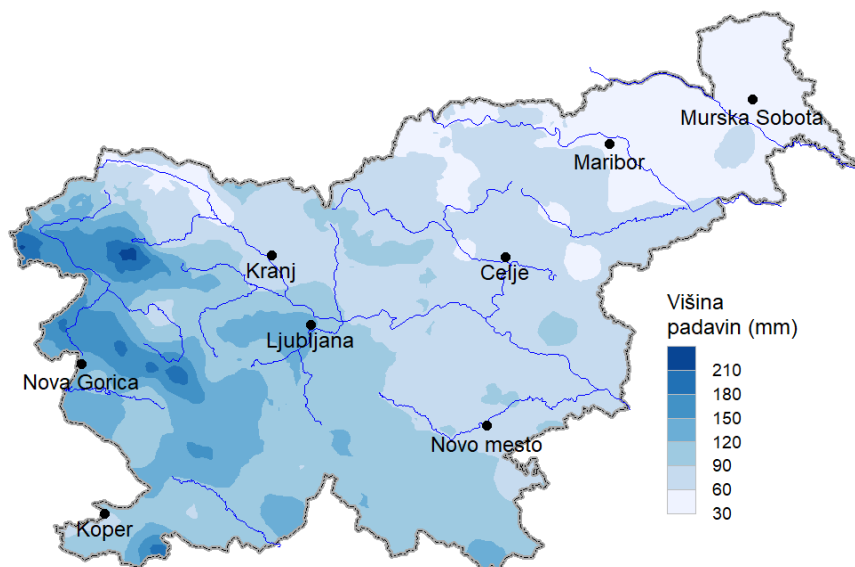 Murska Sobota
Maribor
Kranj
Celje
Ljubljana
Nova Gorica
Novo mesto
Koper
Višina
padavin (mm)
210
180
150
120
90
60
30